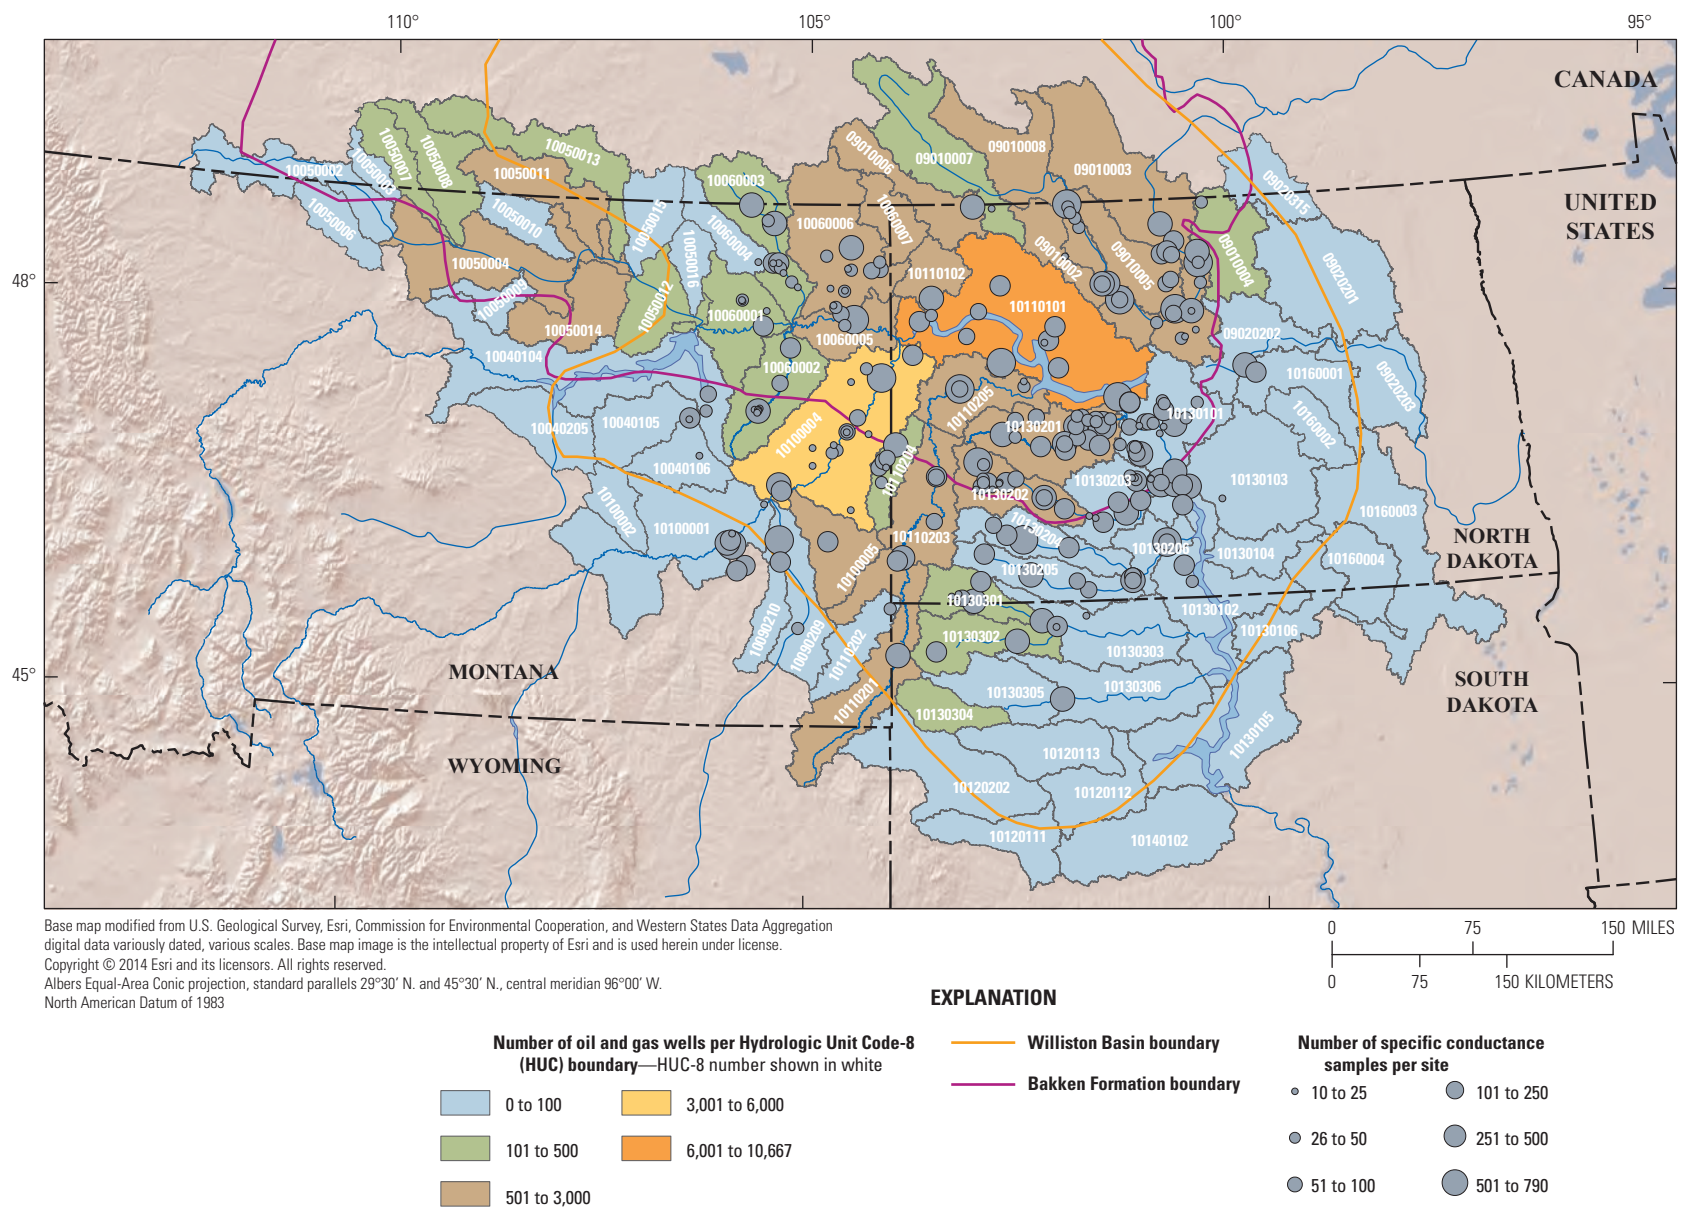 110°
105°
100°
95°
CANADA
UNITED
STATES
48°
45°
MONTANA
WYOMING
NORTH
DAKOTA
SOUTH
DAKOTA
10050002
10050003
10050007
10050008
10050013
10050006
10050011
10050010
10050004
10050009
10050014
10050015
10050016
10050012
10060003
10060004
10060001
10060002
10060006
10060007
10060005
09010006
09010007
09010008
09010003
09010002
09010005
09010004
09020315
09020201
09020202
09020203
10110102
10110101
10110205
10110204
10110203
10110202
10110201
10040104
10040205
10040105
10040106
10100002
10100001
10100004
10100005
10090210
10090209
10130201
10130101
10130202
10130203
10130103
10130204
10130205
10130206
10130104
10130102
10130106
10130105
10130301
10130302
10130303
10130305
10130306
10130304
10160001
10160002
10160003
10160004
10120113
10120202
10120112
10120111
10140102
Base map modified from U.S. Geological Survey, Esri, Commission for Environmental Cooperation, and Western States Data Aggregation
digital data variously dated, various scales. Base map image is the intellectual property of Esri and is used herein under license.
Copyright © 2014 Esri and its licensors. All rights reserved.
Albers Equal-Area Conic projection, standard parallels 29°30′ N. and 45°30′ N., central meridian 96°00′ W.
North American Datum of 1983
0 75 150 MILES
0 75 150 KILOMETERS
EXPLANATION
Number of oil and gas wells per Hydrologic Unit Code-8
(HUC) boundary—HUC-8 number shown in white
0 to 100
101 to 500
501 to 3,000
3,001 to 6,000
6,001 to 10,667
Williston Basin boundary
Bakken Formation boundary
Number of specific conductance
samples per site
10 to 25
26 to 50
51 to 100
101 to 250
251 to 500
501 to 790